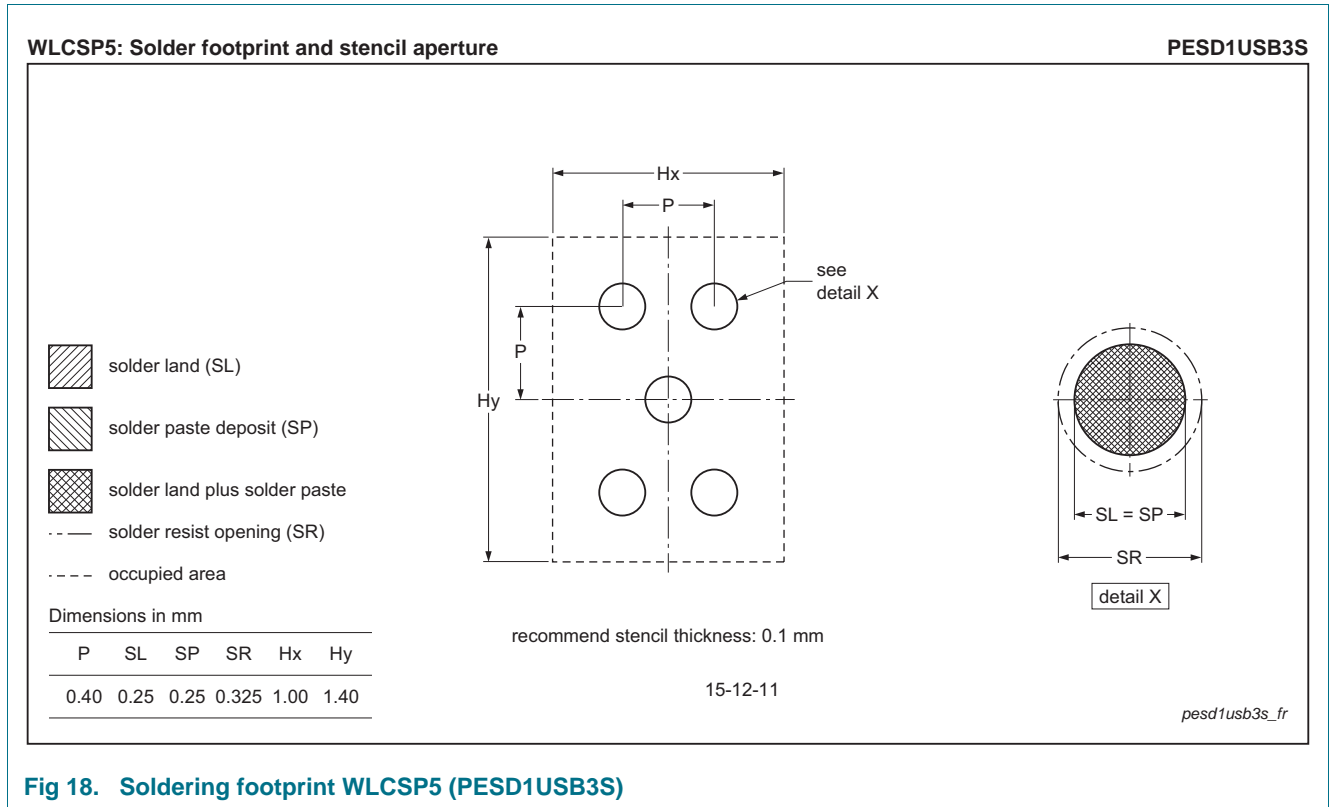 WLCSP5: Solder footprint and stencil aperture PESD1USB3S
Hx
P
see
detail X
P
Hy
solder land (SL)
solder paste deposit (SP)
solder land plus solder paste
solder resist opening (SR)
occupied area
Dimensions in mm
P SL SP SR Hx Hy
0.40 0.25 0.25 0.325 1.00 1.40
recommend stencil thickness: 0.1 mm
15-12-11
SL = SP
SR
detail X
pesd1usb3s_fr
Fig 18. Soldering footprint WLCSP5 (PESD1USB3S)